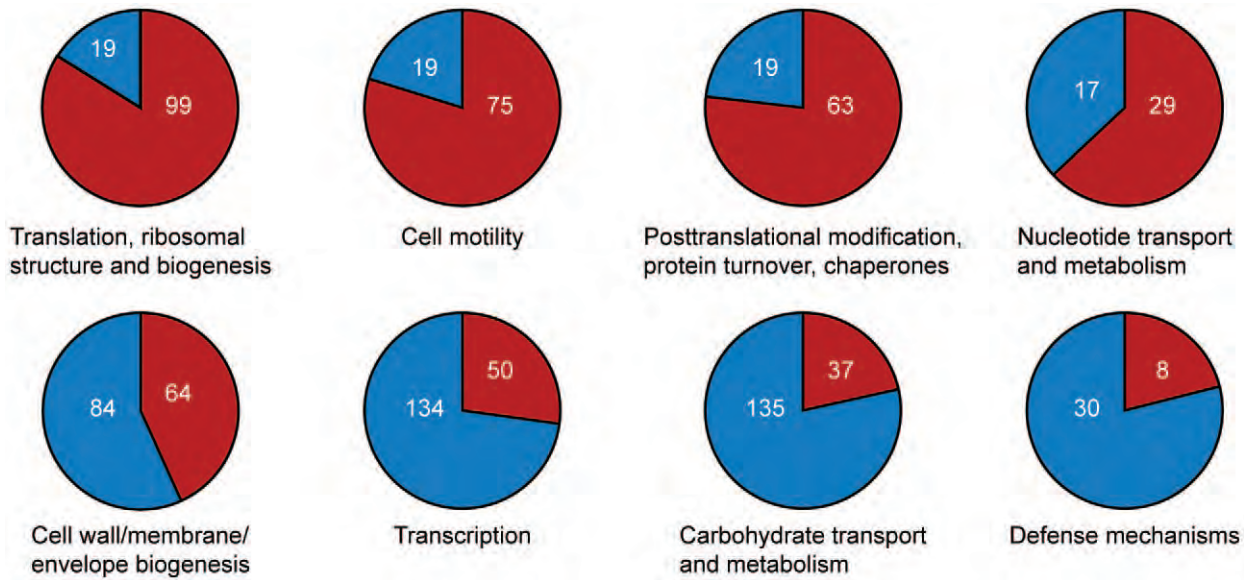 19
99
19
75
19
63
17
29
Translation, ribosomal
structure and biogenesis
Cell motility
Posttranslational modification,
protein turnover, chaperones
Nucleotide transport
and metabolism
84
64
134
50
135
37
30
8
Cell wall/membrane/
envelope biogenesis
Transcription
Carbohydrate transport
and metabolism
Defense mechanisms